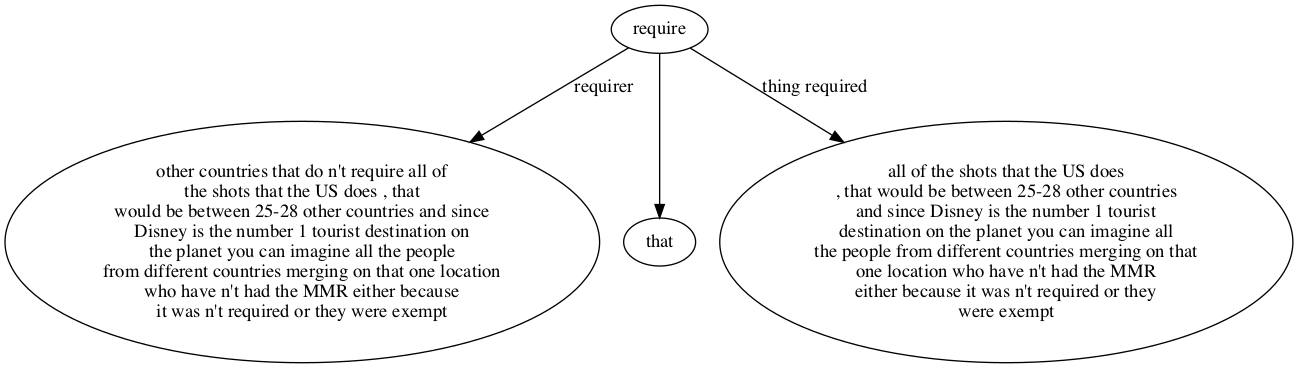 require
requirer
thing required
other countries that do n't require all of
the shots that the US does , that
would be between 25-28 other countries and since
Disney is the number 1 tourist destination on
the planet you can imagine all the people
from different countries merging on that one location
who have n't had the MMR either because
it was n't required or they were exempt
that
all of the shots that the US does
, that would be between 25-28 other countries
and since Disney is the number 1 tourist
destination on the planet you can imagine all
the people from different countries merging on that
one location who have n't had the MMR
either because it was n't required or they
were exempt